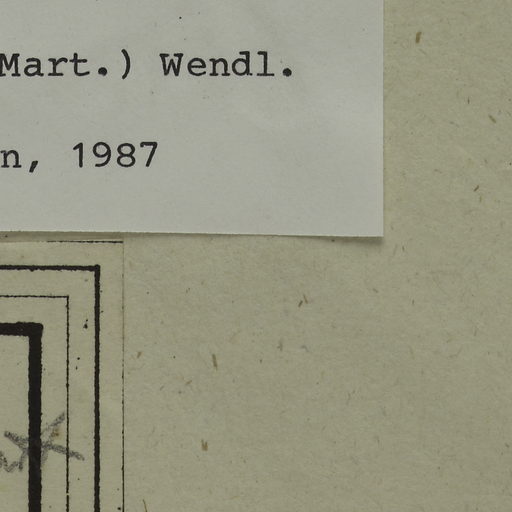 Mart.) Wendl.
n, 1987